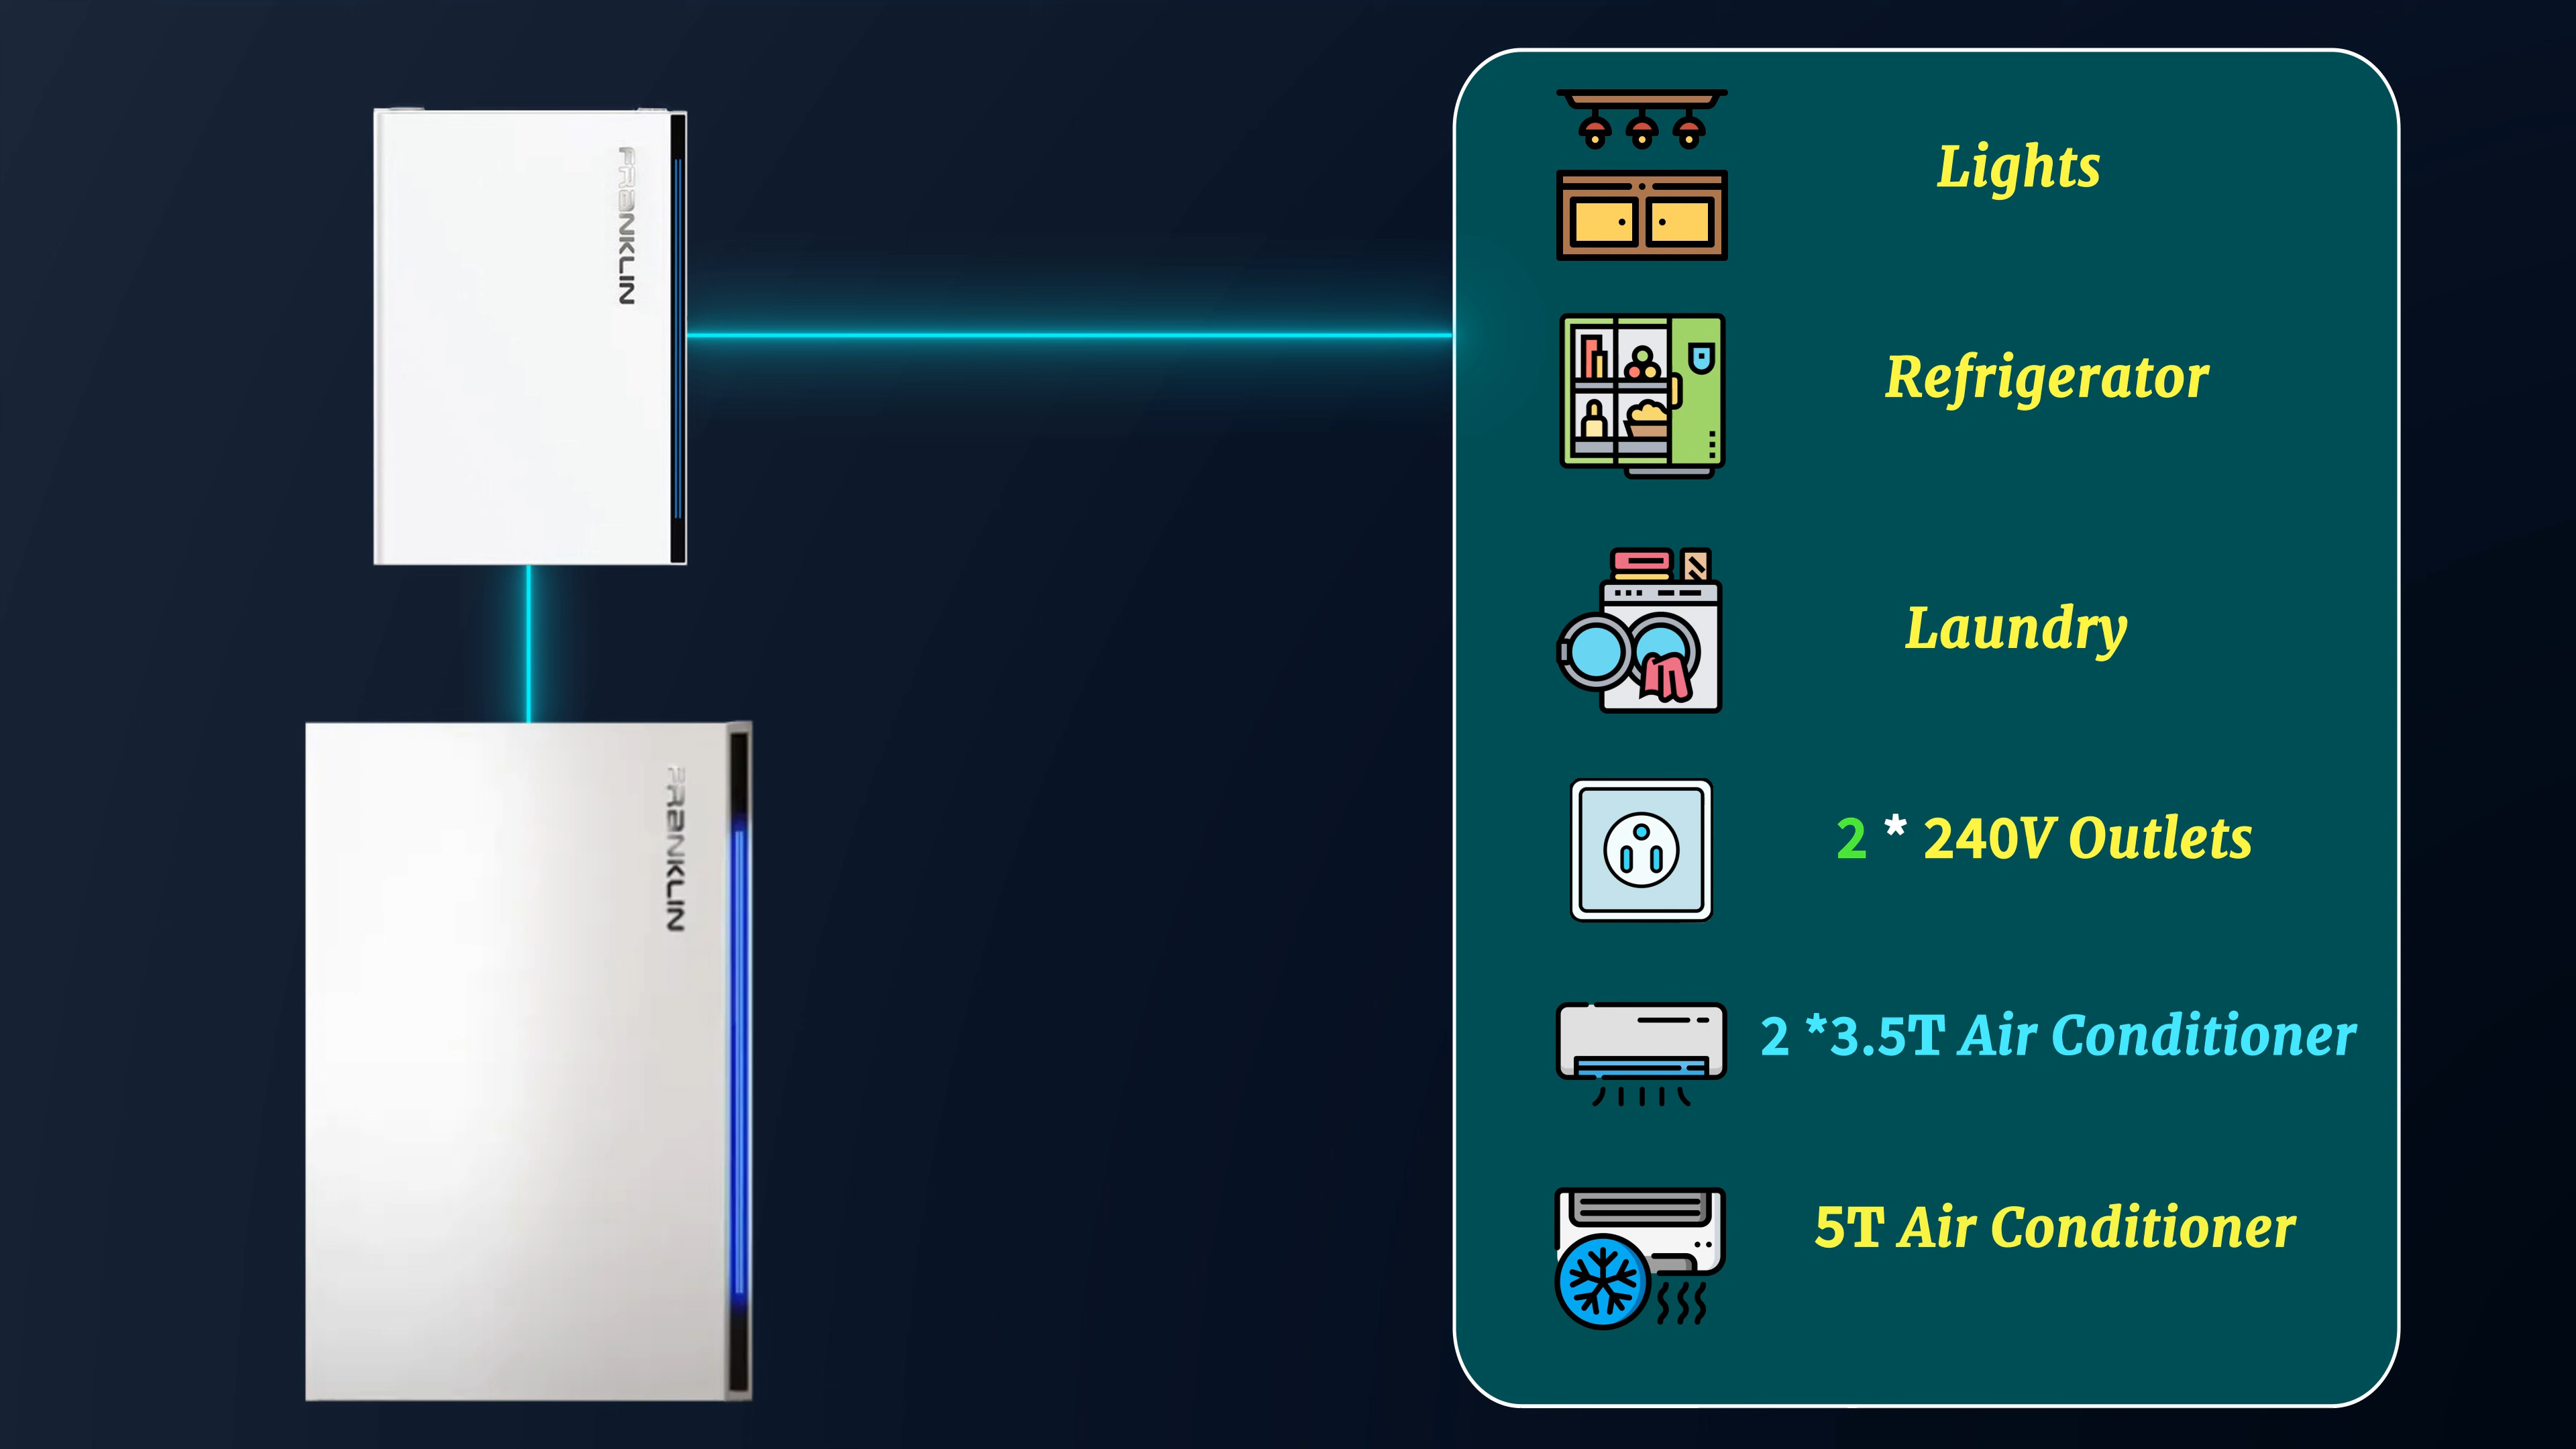 FRANKLIN
FRANKLIN
Lights
Refrigerator
Laundry
2 * 240V Outlets
2 *3.5T Air Conditioner
5T Air Conditioner